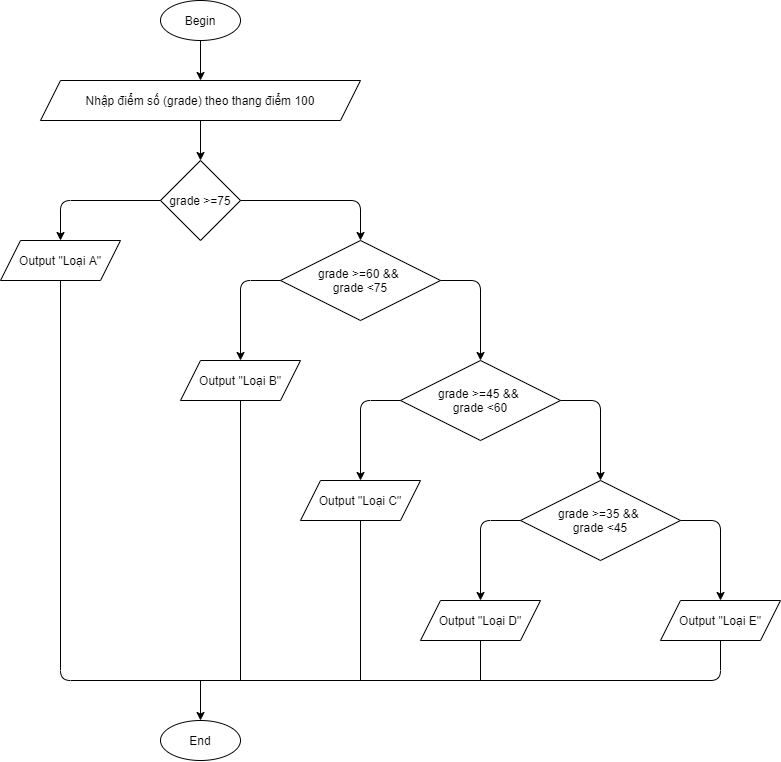 Begin
Nhập điểm số (grade) theo thang điểm 100
grade >=75
Output "Loại A"
grade >=60 &&
grade <75
Output "Loại B"
grade >=45 &&
grade <60
Output "Loại C"
grade >=35 &&
grade <45
Output "Loại D"
Output "Loại E"
End